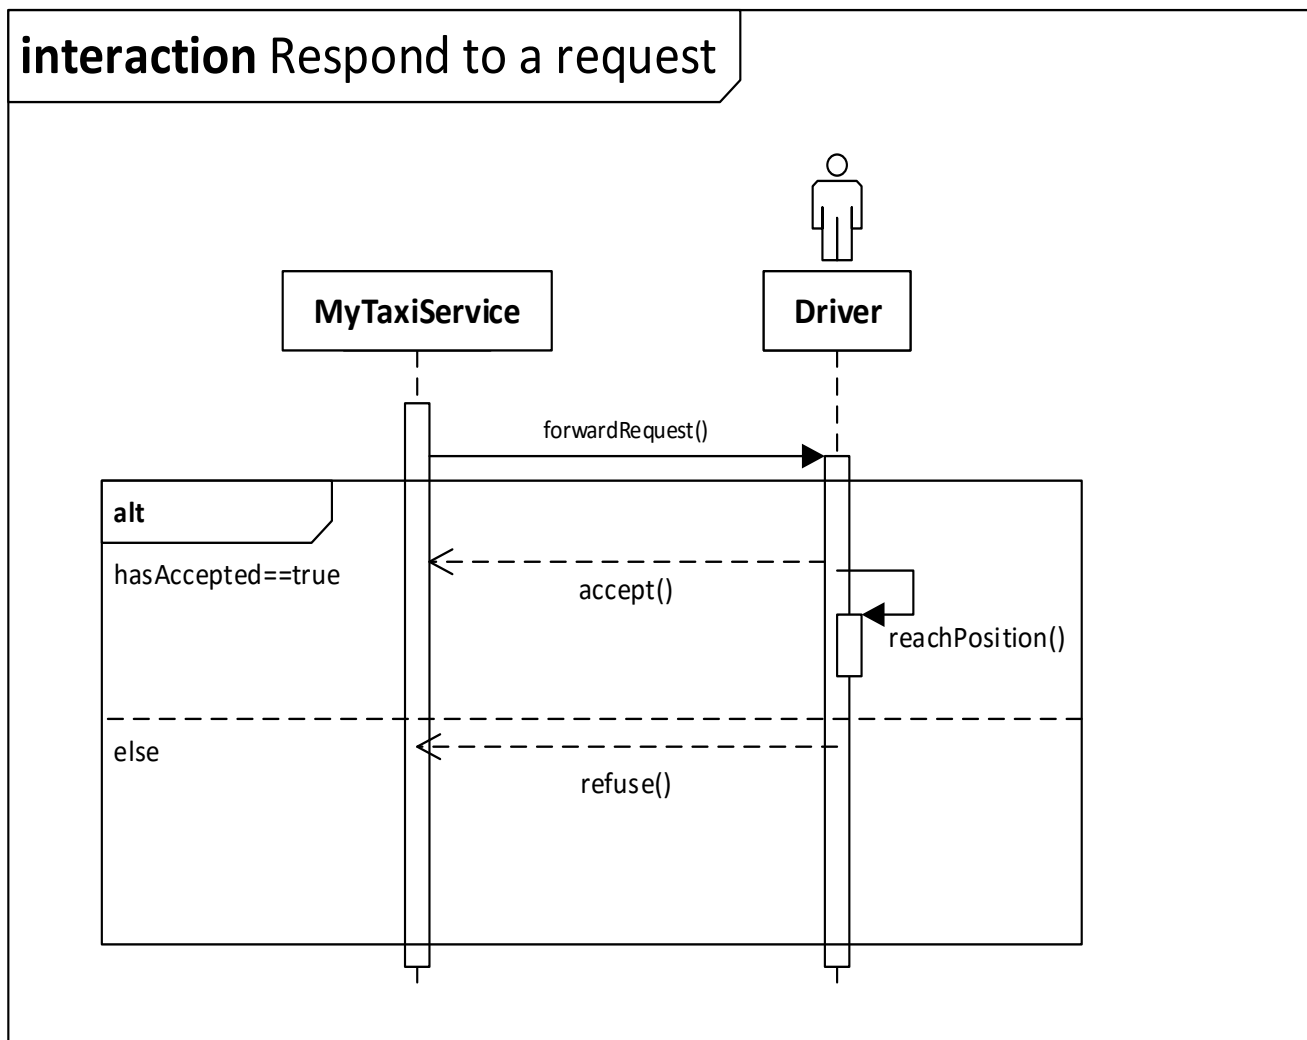 interaction Respond to a request
MyTaxiService
Driver
forwardRequest()
alt
hasAccepted==true
accept()
reachPosition()
else
refuse()